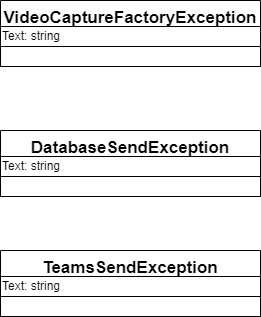 VideoCaptureFactoryException
Text: string
DatabaseSendException
Text: string
TeamsSendException
Text: string